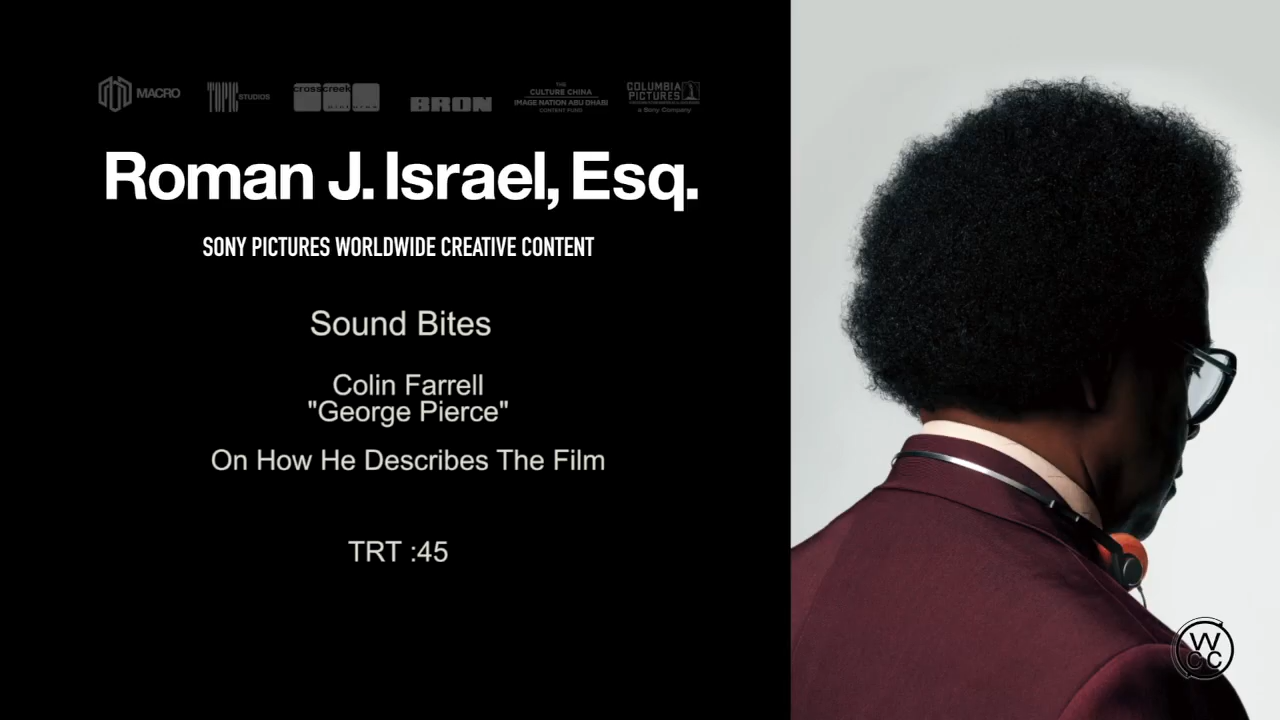 MACRO
TOPIC STUDIOS
crosscreek
pictures
BRON
THE
CULTURE CHINA
IMAGE NATION ABU DHABI
CONTENT FUND
COLUMBIA
PICTURES
a Sony Company
Roman J. Israel, Esq.
SONY PICTURES WORLDWIDE CREATIVE CONTENT
Sound Bites
Colin Farrell
"George Pierce"
On How He Describes The Film
TRT :45
W
CC